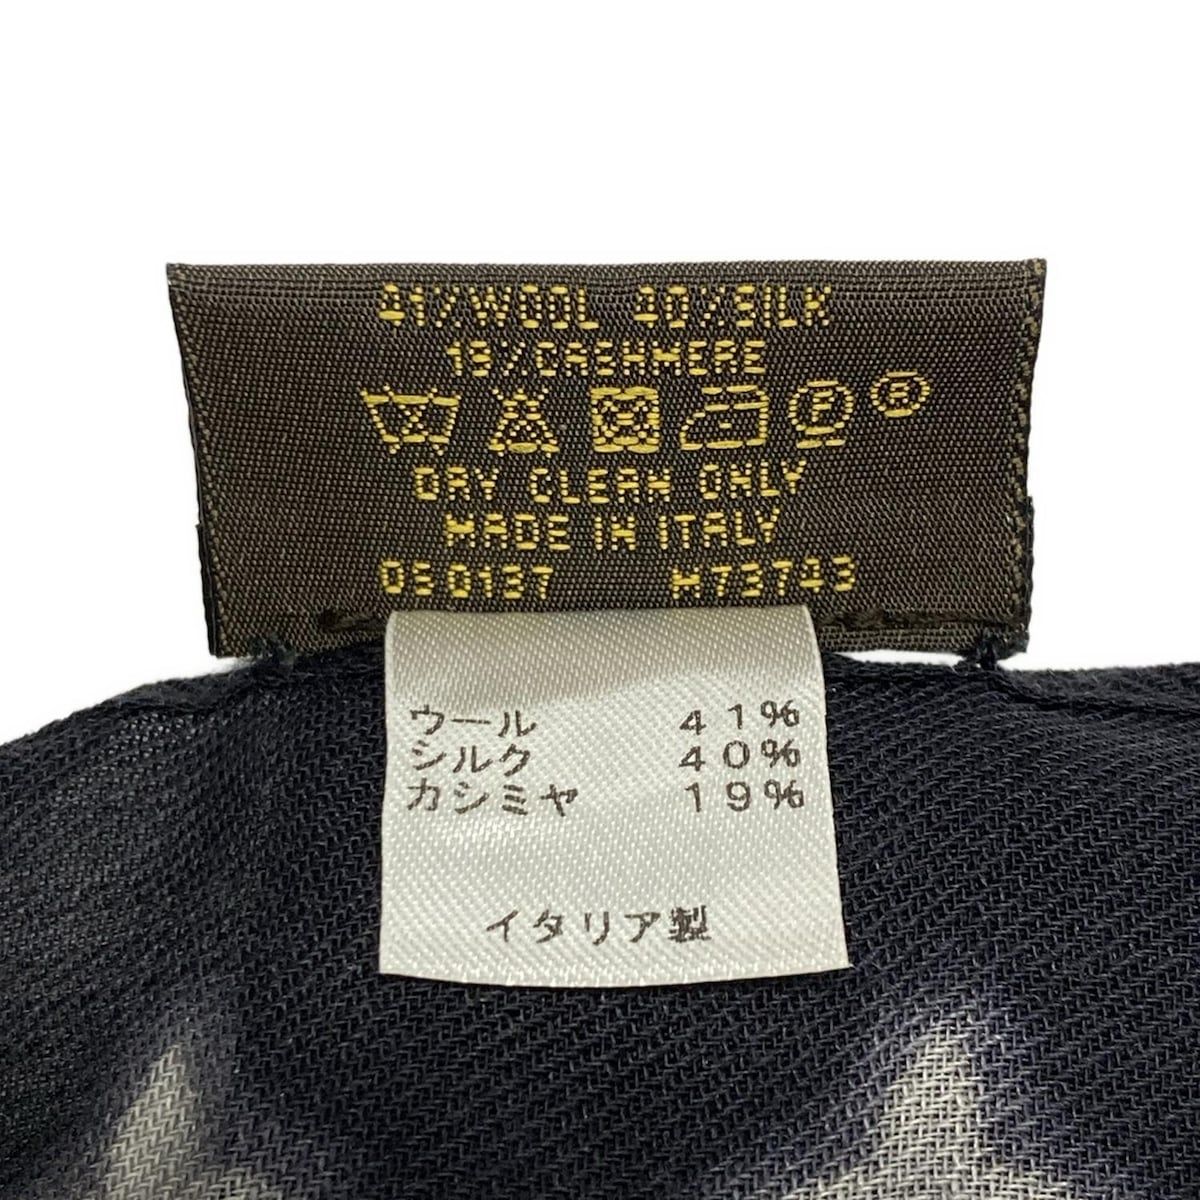 41%WOOL 40%SILK
19%CASHMERE
P ®
DRY CLEAN ONLY
MADE IN ITALY
DE0137 M73743
ウール 41%
シルク 40%
カシミヤ 19%
イタリア製